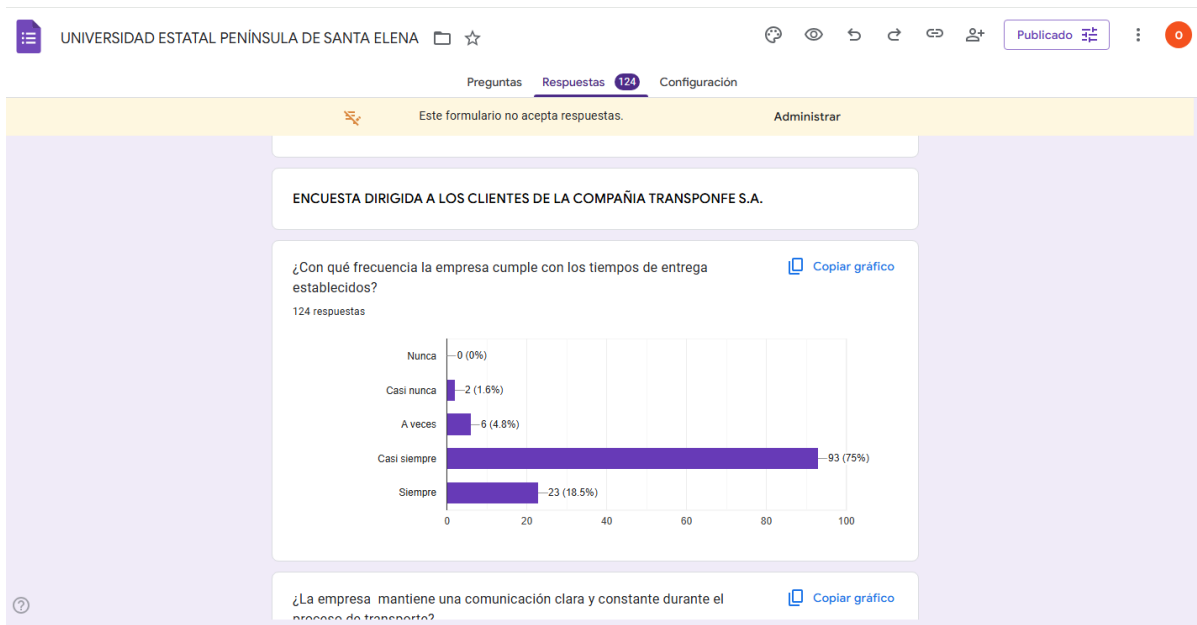 UNIVERSIDAD ESTATAL PENÍNSULA DE SANTA ELENA
Publicado
O
Preguntas
Respuestas 124
Configuración
Este formulario no acepta respuestas.
Administrar
ENCUESTA DIRIGIDA A LOS CLIENTES DE LA COMPAÑIA TRANSPONFE S.A.
¿Con qué frecuencia la empresa cumple con los tiempos de entrega
establecidos?
Copiar gráfico
124 respuestas
Nunca 0 (0%)
Casi nunca 2 (1.6%)
A veces 6 (4.8%)
Casi siempre 93 (75%)
Siempre 23 (18.5%)
0 20 40 60 80 100
¿La empresa  mantiene una comunicación clara y constante durante el
proceso de transporte?
Copiar gráfico